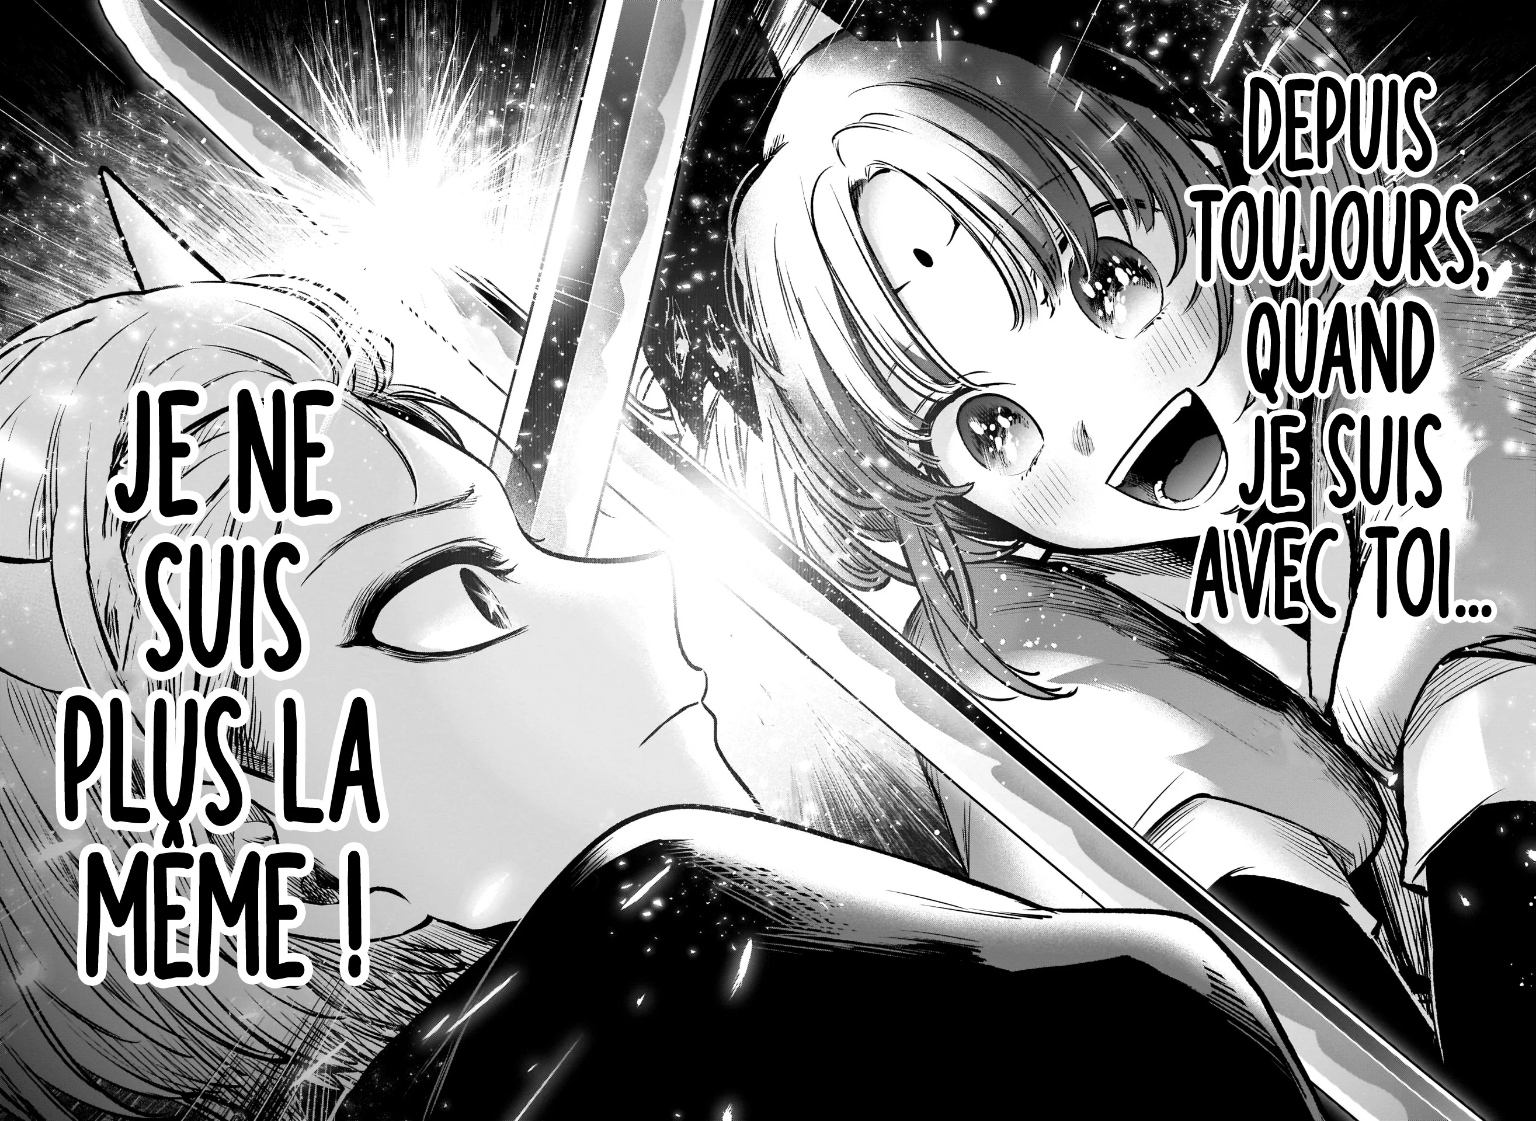 DEPUIS
TOUJOURS,
QUAND
JE SUIS
AVEC TOI...
JE NE
SUIS
PLUS LA
MÊME !